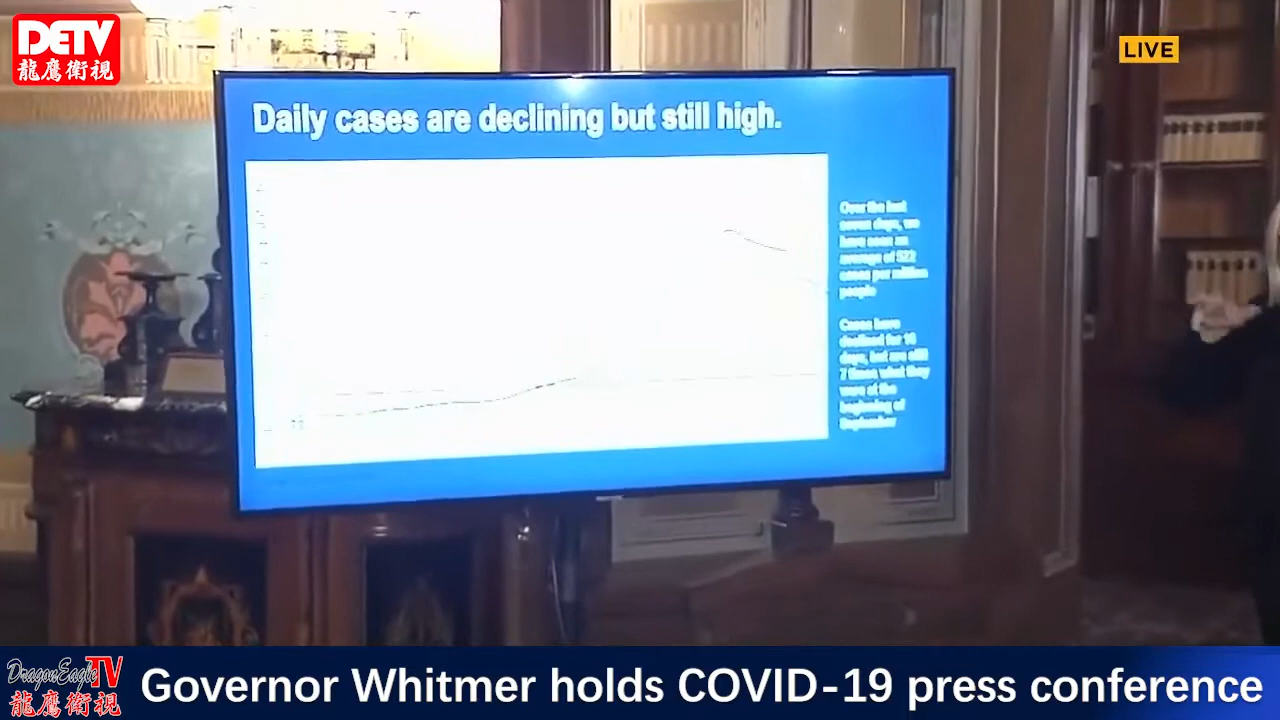 DETV
龍鷹衛視
LIVE
Daily cases are declining but still high.
Over the last
seven days, we
have seen an
average of 522
cases per million
people
Cases have
declined for 16
days, but are still
7 times what they
were at the
beginning of
September
DragonEagleTV
龍鷹衛視
Governor Whitmer holds COVID-19 press conference